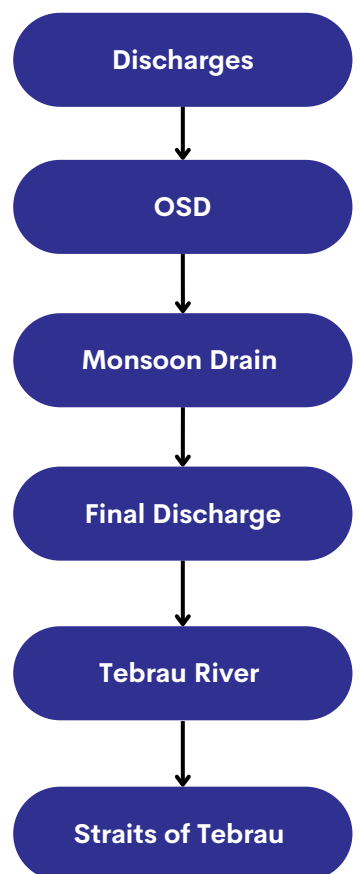 Discharges
OSD
Monsoon Drain
Final Discharge
Tebrau River
Straits of Tebrau